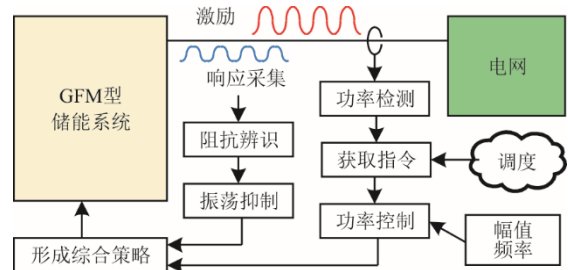 激励
GFM型
储能系统
响应采集
电网
功率检测
阻抗辨识
获取指令
调度
振荡抑制
功率控制
幅值
频率
形成综合策略